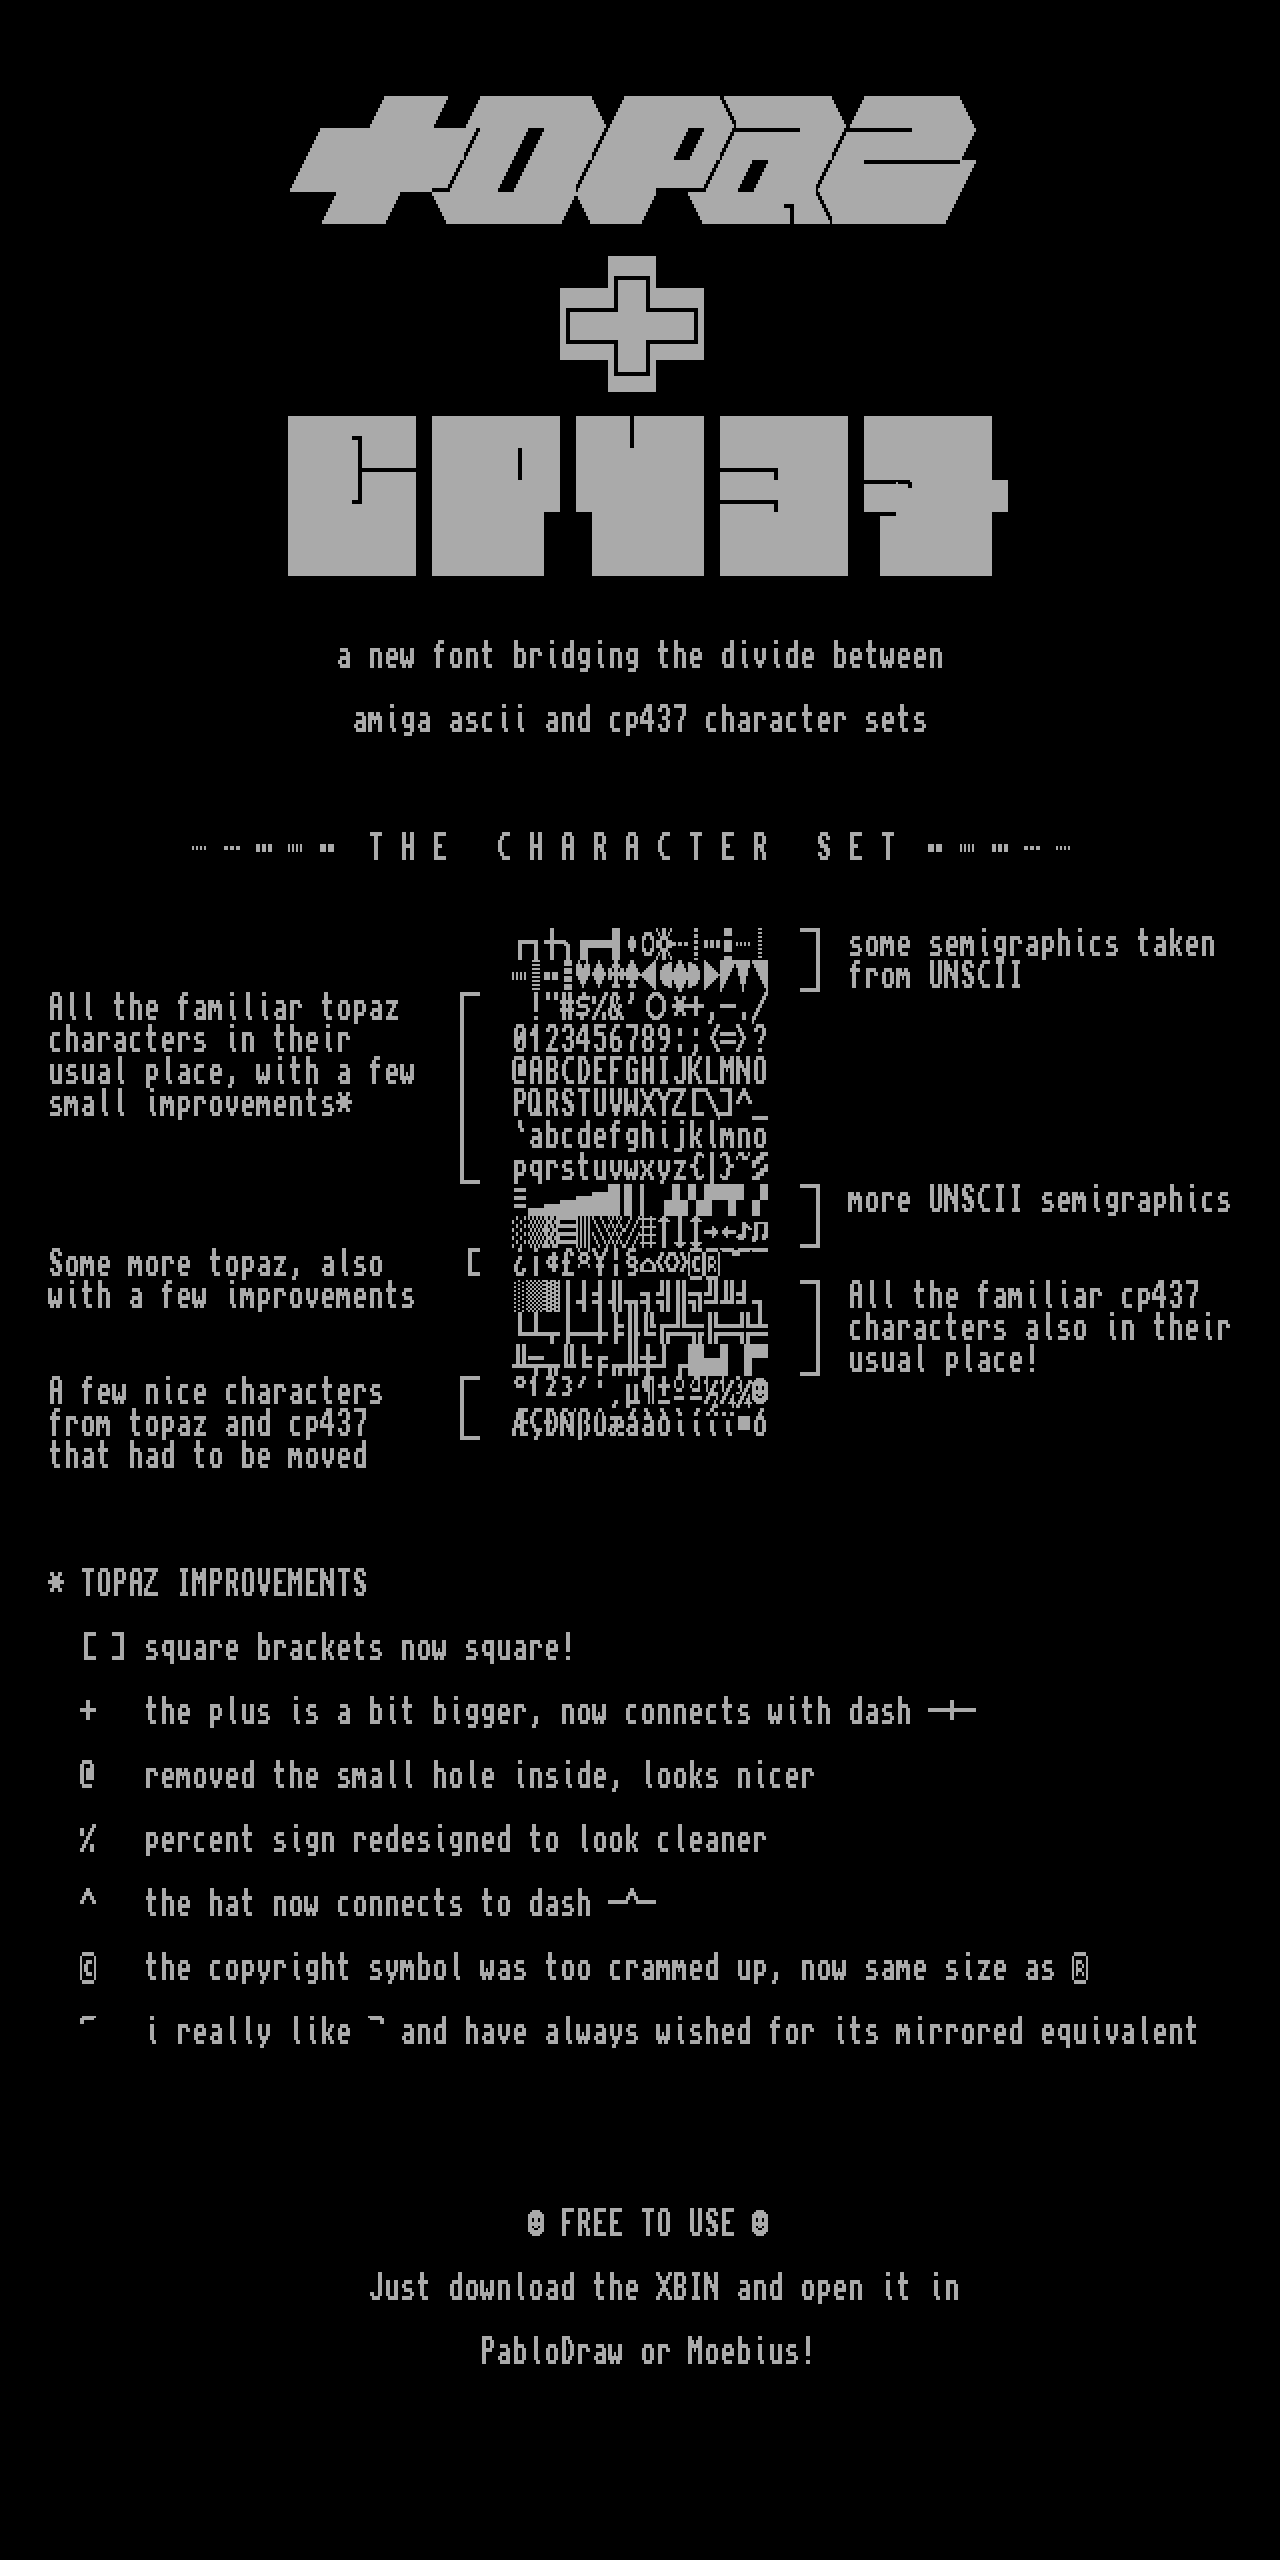 topaz
+
CP437
a new font bridging the divide between
amiga ascii and cp437 character sets
THE CHARACTER SET
some semigraphics taken
from UNSCII
All the familiar topaz
characters in their
usual place, with a few
small improvements*
!"#$%&'()*+,-./
0123456789:;<=>?
@ABCDEFGHIJKLMNO
PQRSTUVWXYZ[\]^_
`abcdefghijklmno
pqrstuvwxyz{|}~
more UNSCII semigraphics
Some more topaz, also
with a few improvements
All the familiar cp437
characters also in their
usual place!
A few nice characters
from topaz and cp437
that had to be moved
* TOPAZ IMPROVEMENTS
[ ] square brackets now square!
+ the plus is a bit bigger, now connects with dash -+-
@ removed the small hole inside, looks nicer
% percent sign redesigned to look cleaner
^ the hat now connects to dash -^-
© the copyright symbol was too crammed up, now same size as ®
i really like ¬ and have always wished for its mirrored equivalent
☻ FREE TO USE ☻
Just download the XBIN and open it in
PabloDraw or Moebius!